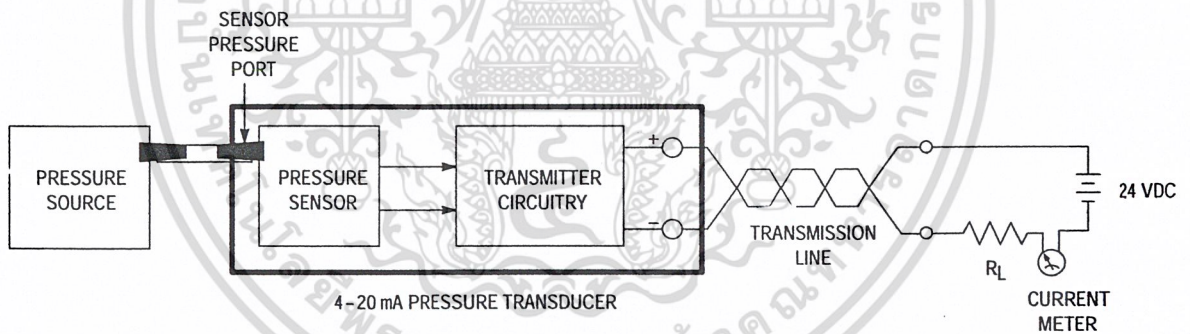 SENSOR
PRESSURE
PORT
PRESSURE
SOURCE
PRESSURE
SENSOR
TRANSMITTER
CIRCUITRY
+
−
TRANSMISSION
LINE
24 VDC
RL
CURRENT
METER
4–20 mA PRESSURE TRANSDUCER